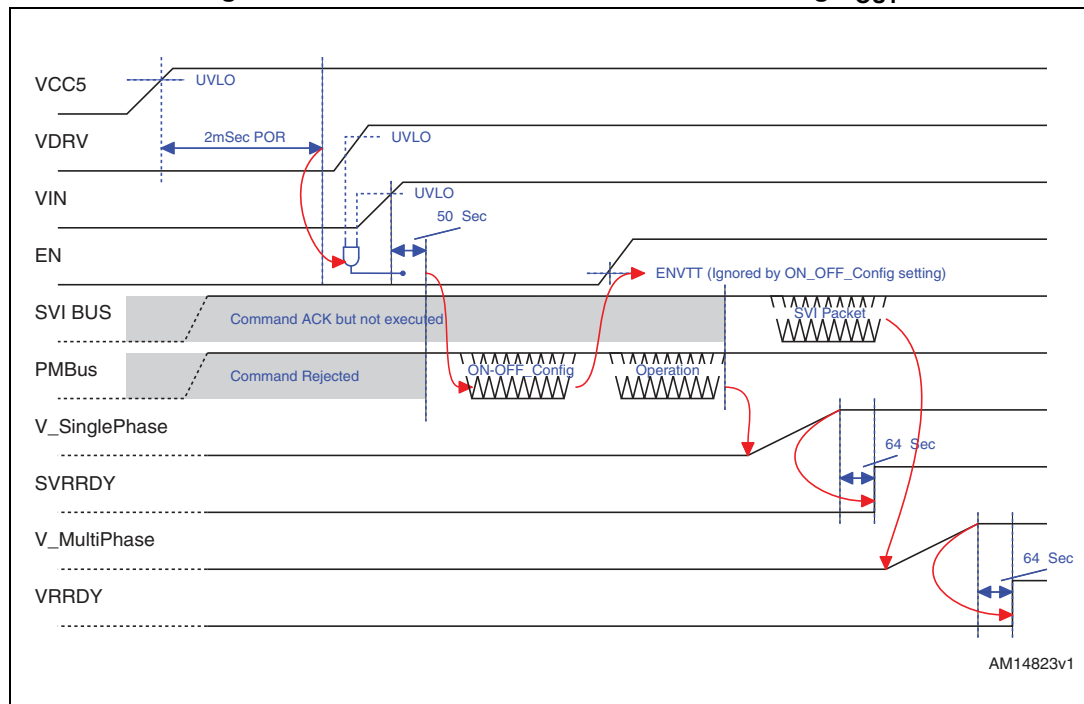 VCC5
UVLO
VDRV
2mSec POR
UVLO
VIN
UVLO
50 Sec
EN
ENVTT (Ignored by ON_OFF_Config setting)
SVI BUS
Command ACK but not executed
SVI Packet
PMBus
Command Rejected
ON-OFF_Config
Operation
V_SinglePhase
64 Sec
SVRRDY
V_MultiPhase
64 Sec
VRRDY
AM14823v1